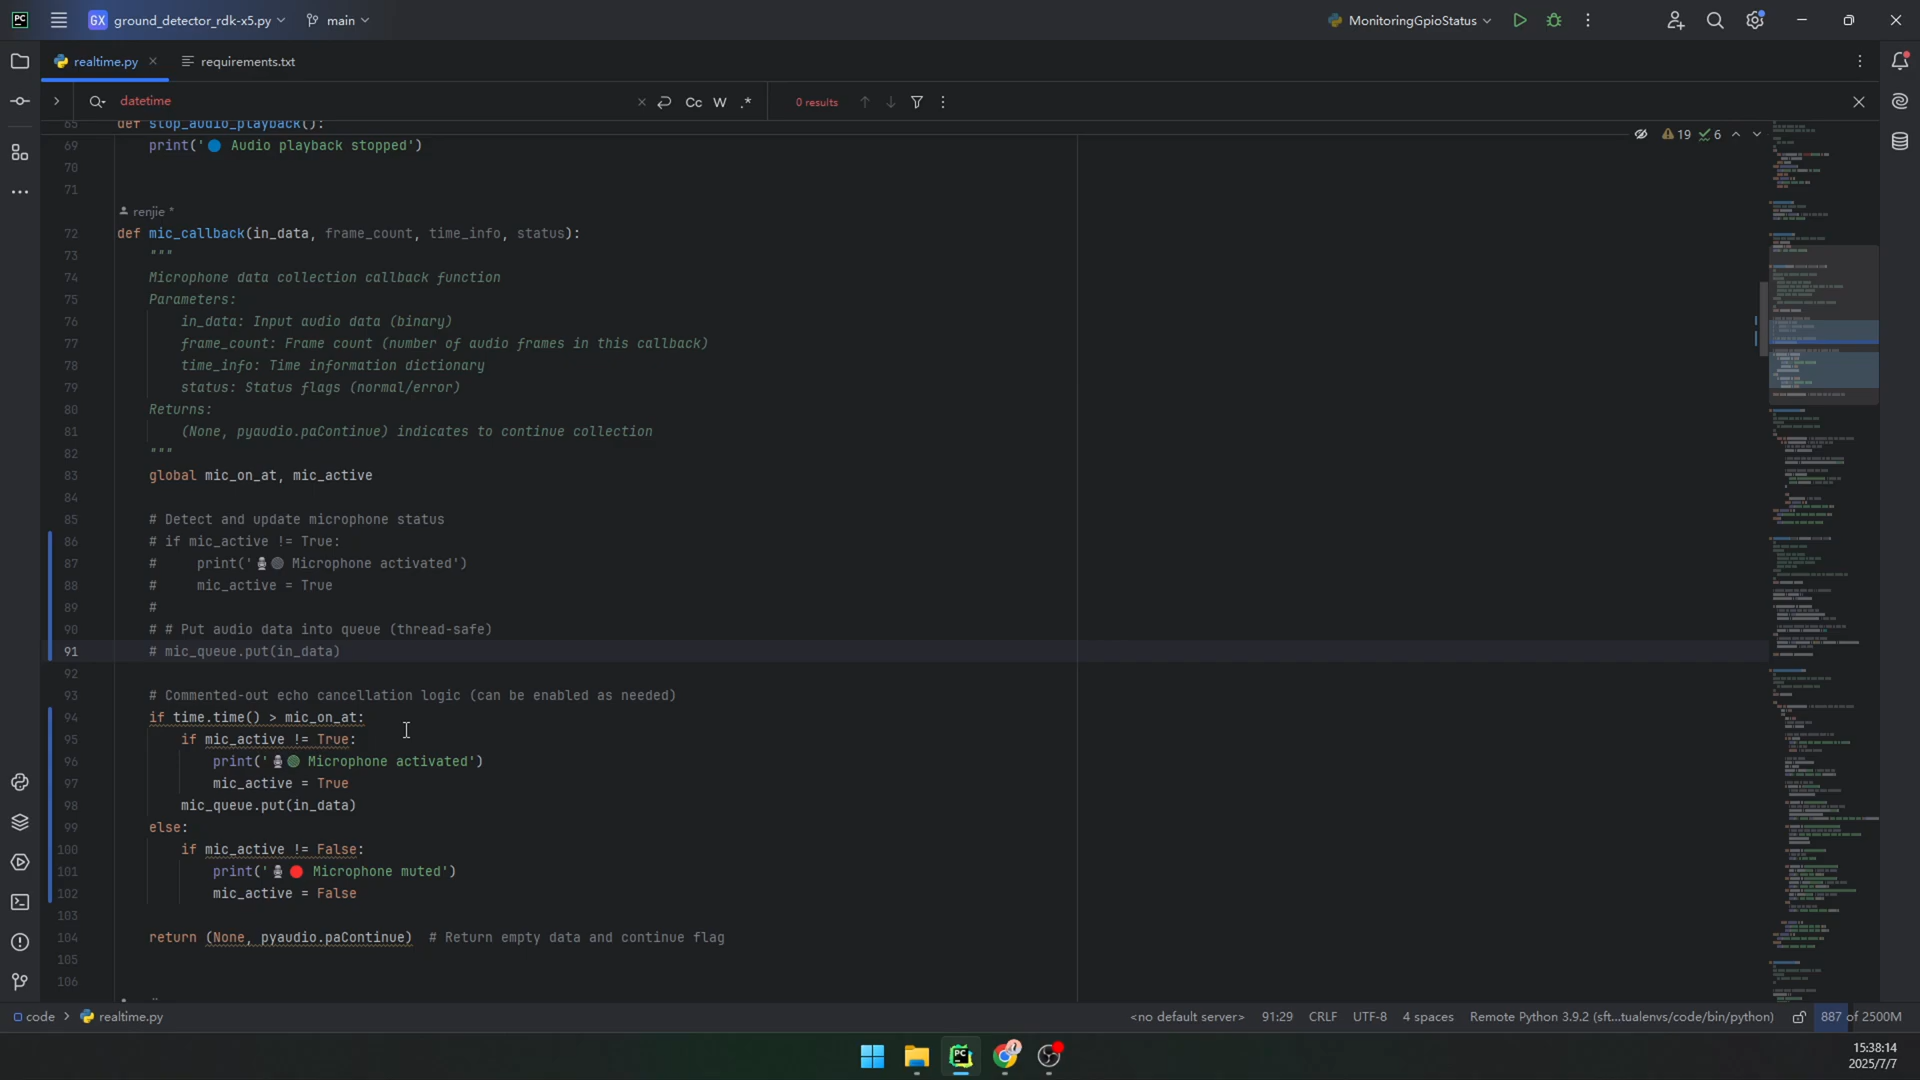 PC
GX ground_detector_rdk-x5.py main MonitoringGpioStatus
realtime.py requirements.txt
datetime Cc W .* 0 results
65 def stop_audio_playback():
69 print('🔵 Audio playback stopped')
19 6
70
71
renjie *
72 def mic_callback(in_data, frame_count, time_info, status):
73 """
74 Microphone data collection callback function
75 Parameters:
76 in_data: Input audio data (binary)
77 frame_count: Frame count (number of audio frames in this callback)
78 time_info: Time information dictionary
79 status: Status flags (normal/error)
80 Returns:
81 (None, pyaudio.paContinue) indicates to continue collection
82 """
83 global mic_on_at, mic_active
84
85 # Detect and update microphone status
86 # if mic_active != True:
87 #     print('🎙️🟢 Microphone activated')
88 #     mic_active = True
89 #
90 # # Put audio data into queue (thread-safe)
91 # mic_queue.put(in_data)
92
93 # Commented-out echo cancellation logic (can be enabled as needed)
94 if time.time() > mic_on_at:
95 if mic_active != True:
96 print('🎙️🟢 Microphone activated')
97 mic_active = True
98 mic_queue.put(in_data)
99 else:
100 if mic_active != False:
101 print('🎙️🔴 Microphone muted')
102 mic_active = False
103
104 return (None, pyaudio.paContinue)  # Return empty data and continue flag
105
106
code > realtime.py <no default server> 91:29 CRLF UTF-8 4 spaces Remote Python 3.9.2 (sft...tualenvs/code/bin/python) 887 of 2500M
PC
15:38:14
2025/7/7